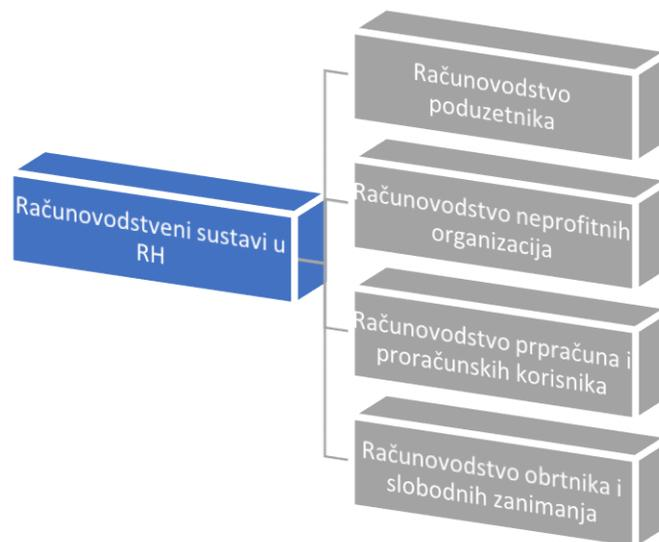 Računovodstveni sustavi u
RH
Računovodstvo
poduzetnika
Računovodstvo neprofitnih
organizacija
Računovodstvo prpračuna i
proračunskih korisnika
Računovodstvo obrtnika i
slobodnih zanimanja